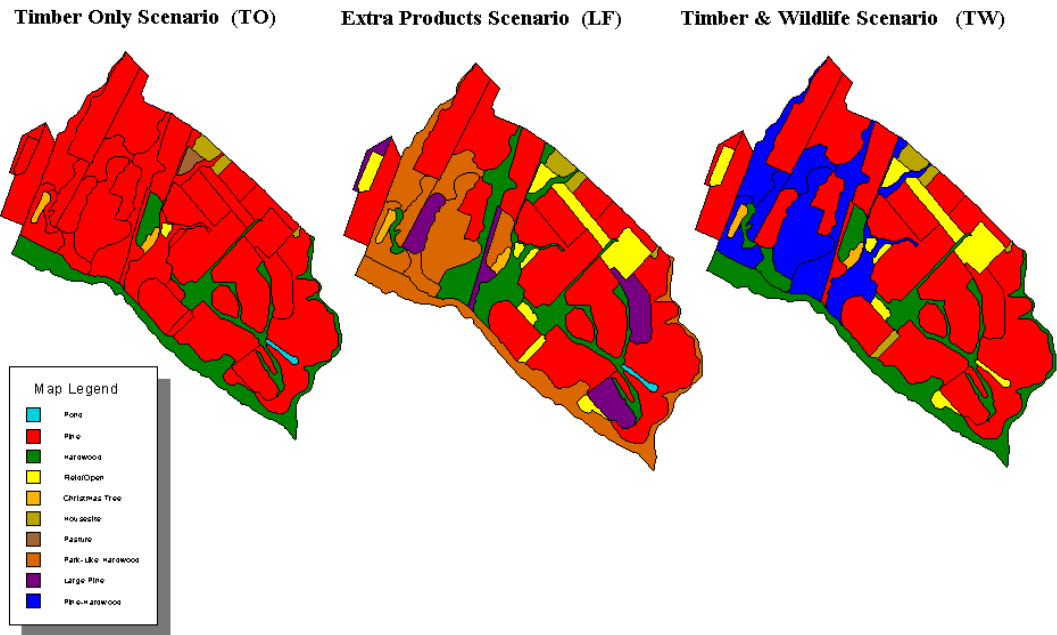 Timber Only Scenario (TO)
Extra Products Scenario (LF)
Timber & Wildlife Scenario (TW)
Map Legend
Pond
Pine
Hardwood
Field/Open
Christmas Tree
Housesite
Pasture
Park-Like Hardwood
Large Pine
Pine-Hardwood